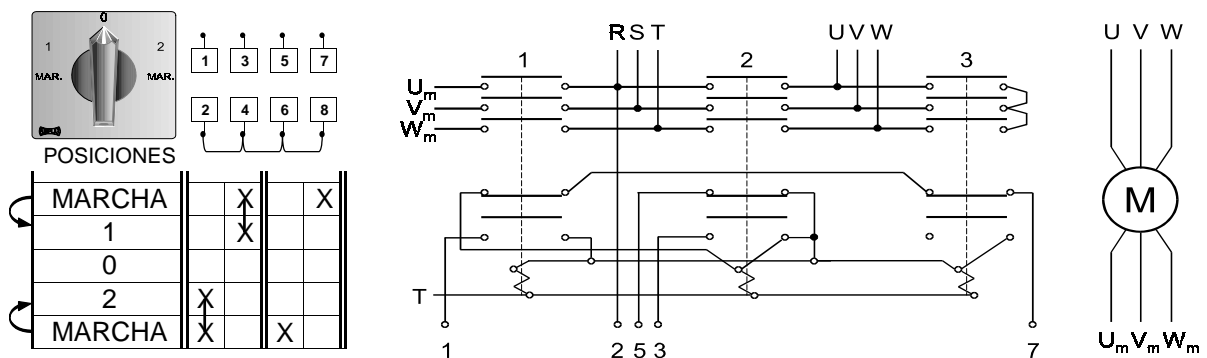 0
1 2
MAR. MAR.
1 3 5 7
2 4 6 8
POSICIONES
MARCHA X X
1 X
0
2 X
MARCHA X X
R S T U V W
1 2 3
Um
Vm
Wm
T
1 2 5 3 7
U V W
M
Um Vm Wm